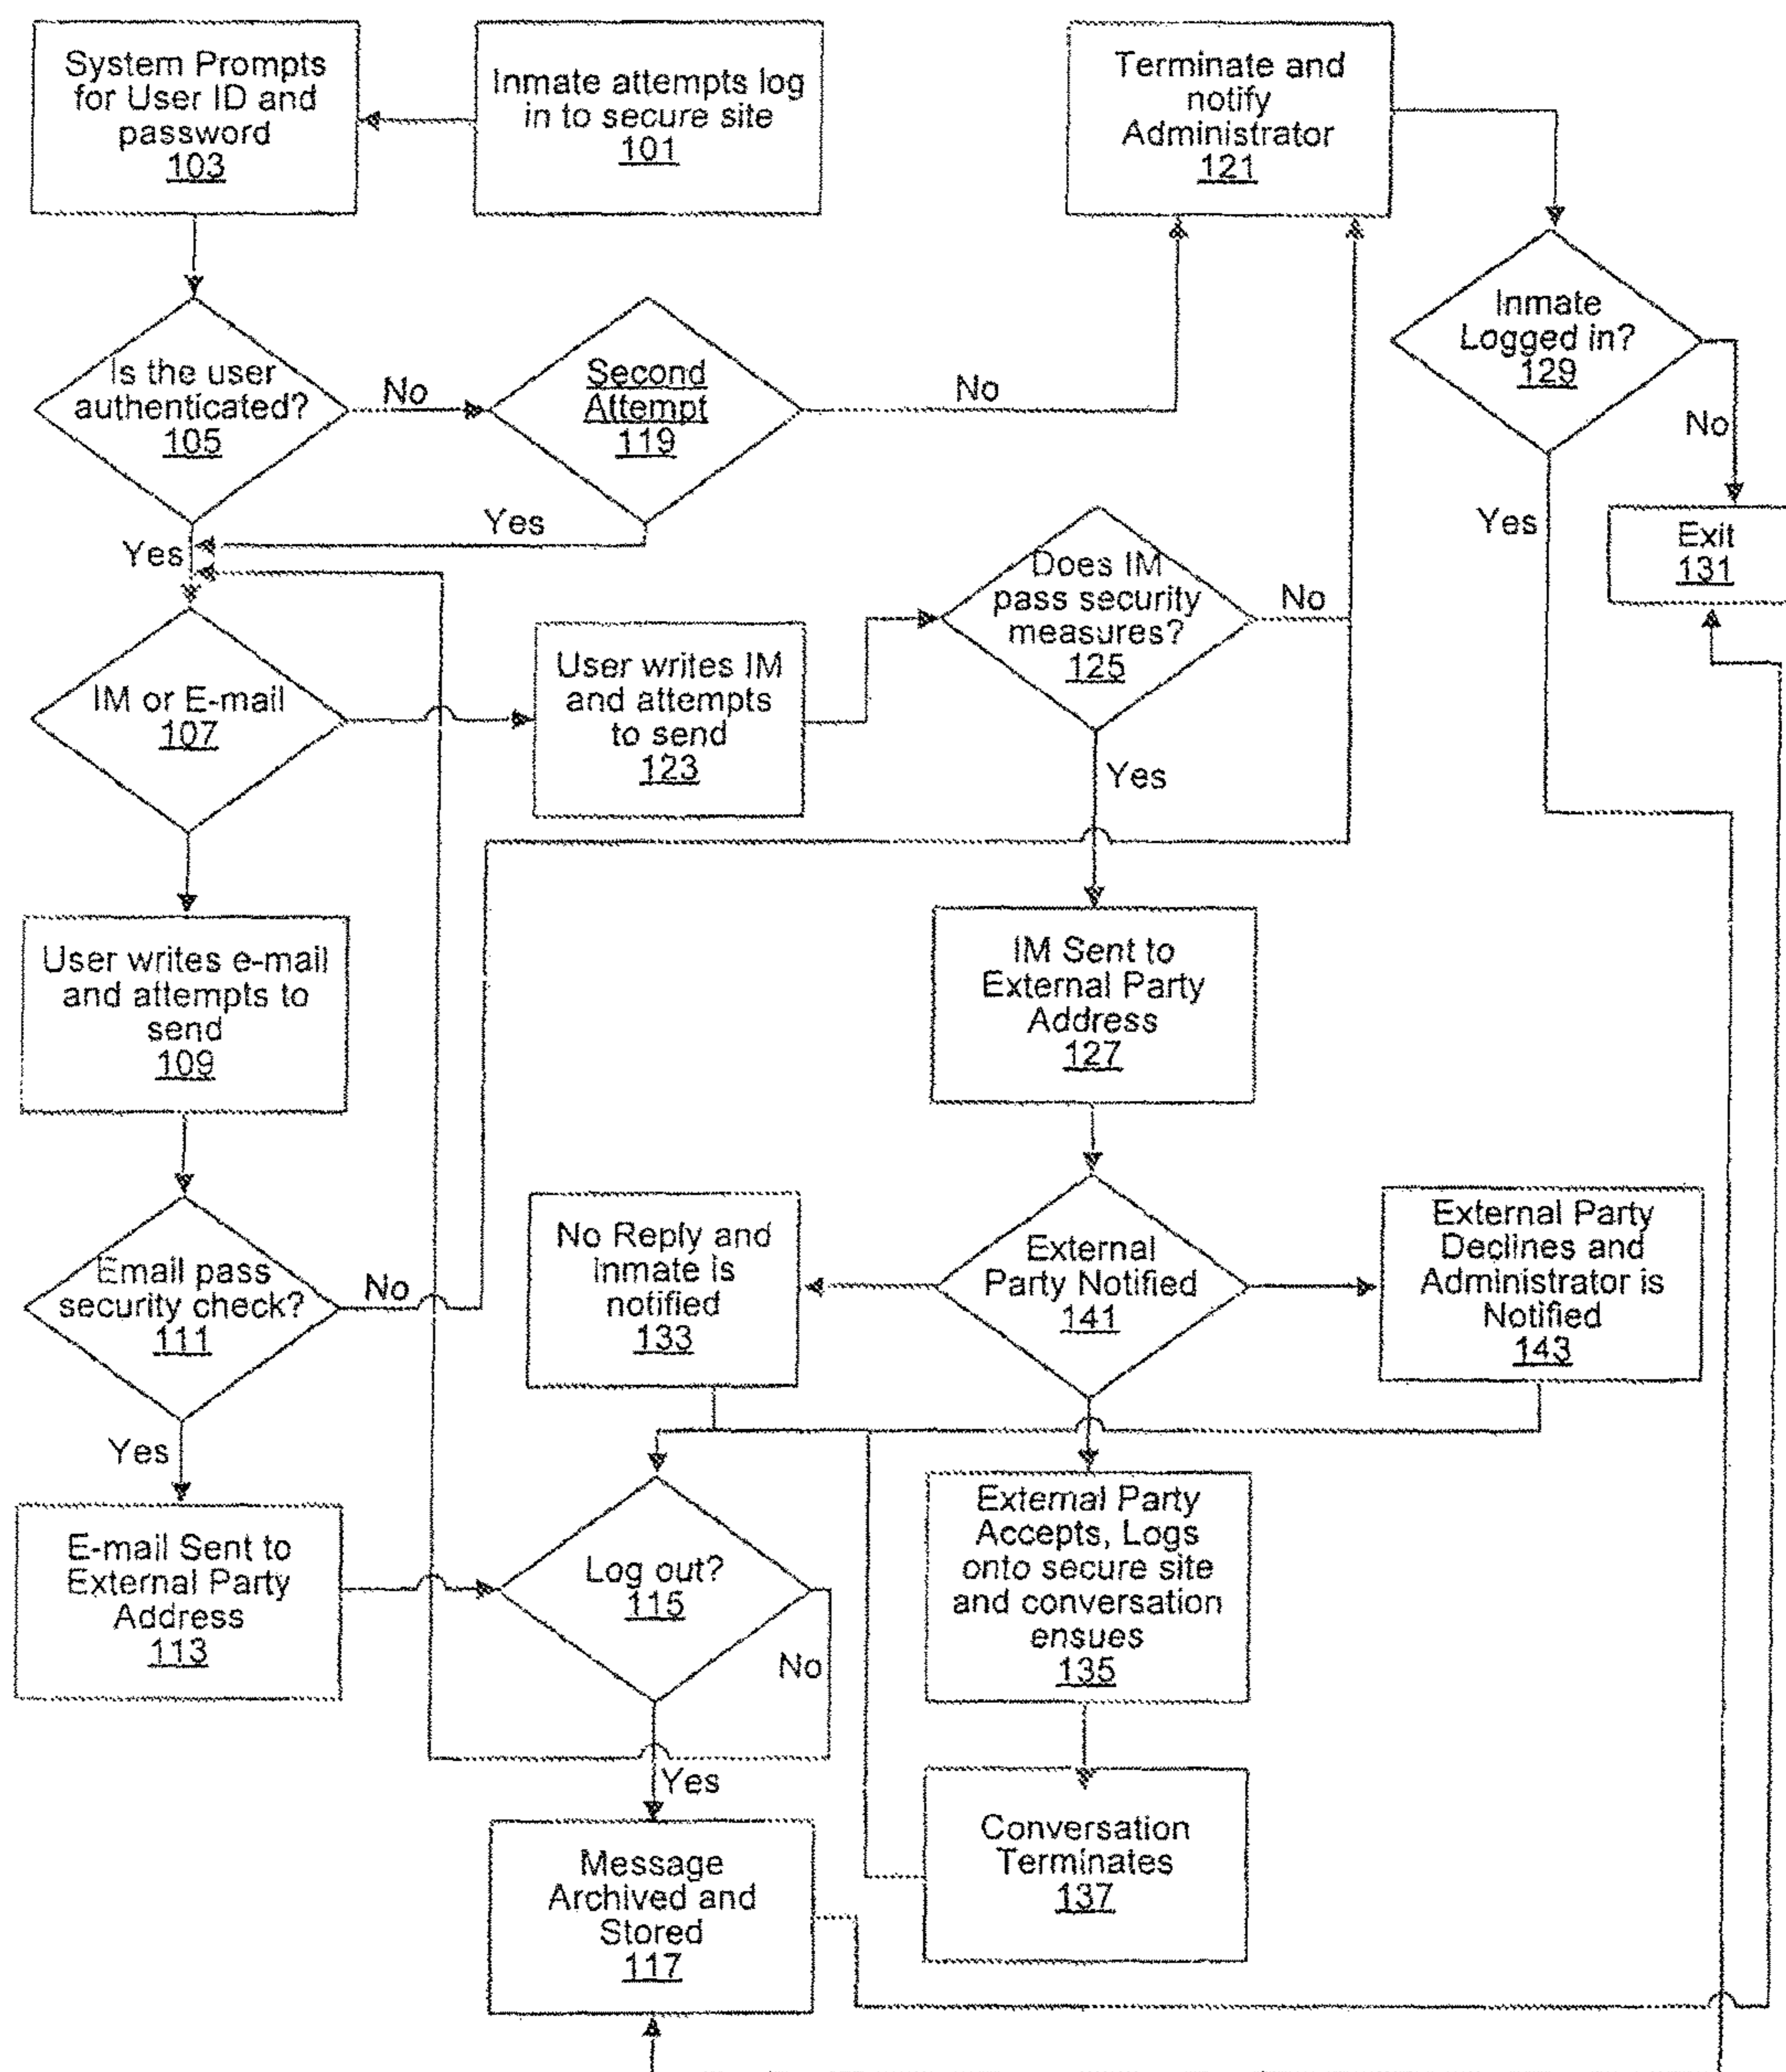 System Prompts
for User ID and
password
103
Inmate attempts log
in to secure site
101
Terminate and
notify
Administrator
121
Is the user
authenticated?
105
No
Second
Attempt
119
No
Inmate
Logged in?
129
No
Yes
Yes
Yes
Exit
131
IM or E-mail
107
User writes IM
and attempts
to send
123
Does IM
pass security
measures?
125
No
Yes
User writes e-mail
and attempts to
send
109
IM Sent to
External Party
Address
127
Email pass
security check?
111
No
Yes
No Reply and
inmate is
notified
133
External
Party Notified
141
External Party
Declines and
Administrator is
Notified
143
E-mail Sent to
External Party
Address
113
Log out?
115
No
Yes
External Party
Accepts, Logs
onto secure site
and conversation
ensues
135
Message
Archived and
Stored
117
Conversation
Terminates
137